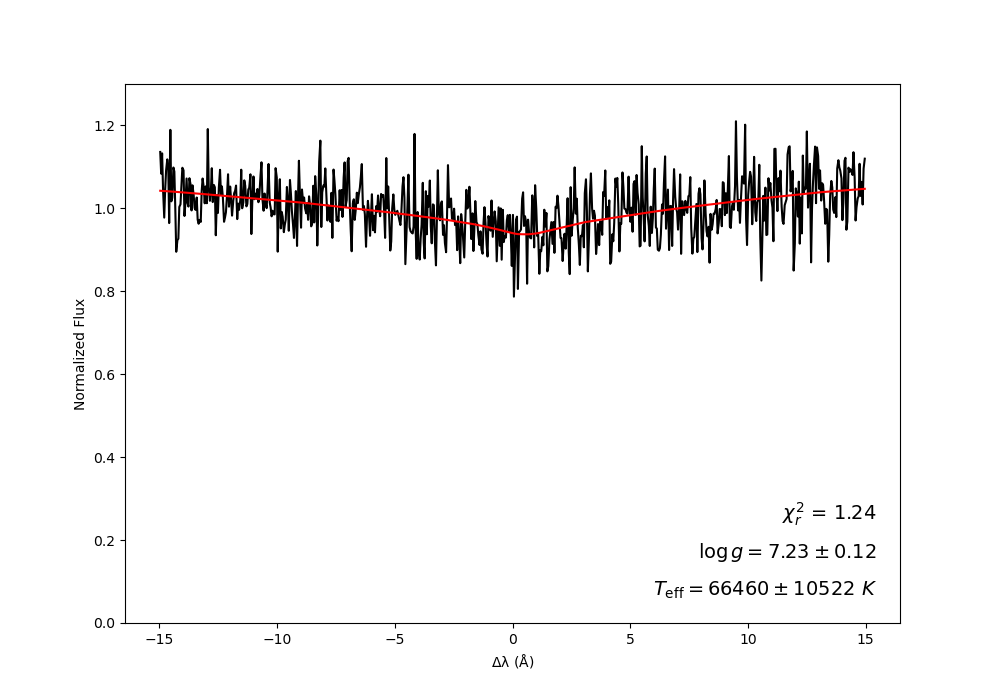 1.2
1.0
0.8
0.6
0.4
0.2
0.0
Normalized Flux
χ²ᵣ = 1.24
log g = 7.23 ± 0.12
T_eff = 66460 ± 10522 K
−15 −10 −5 0 5 10 15
Δλ (Å)